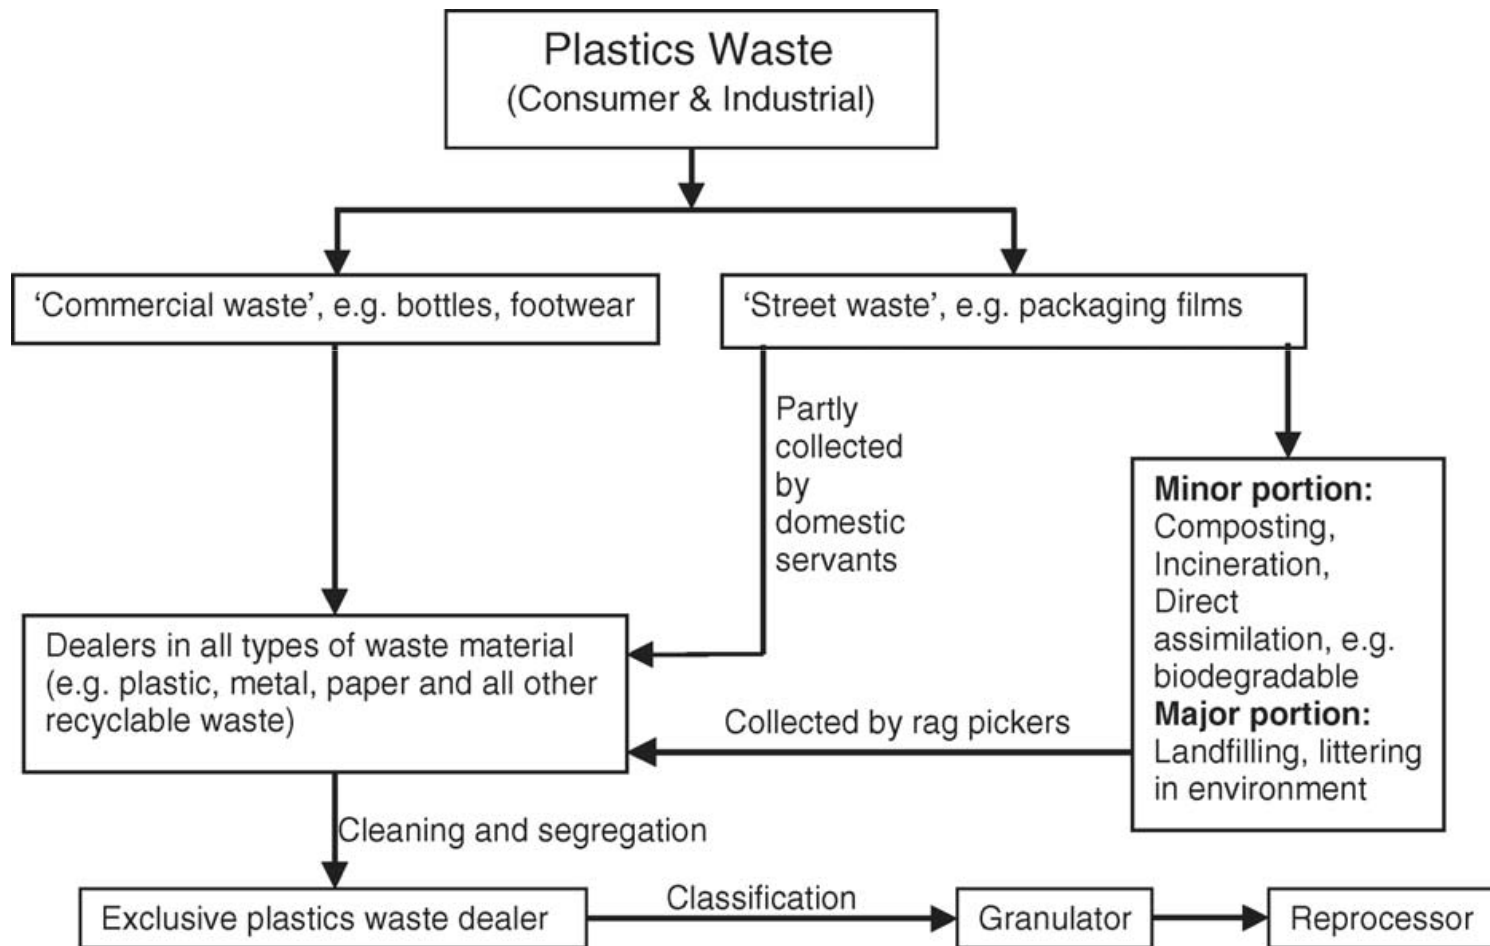 Plastics Waste
(Consumer & Industrial)
‘Commercial waste’, e.g. bottles, footwear
‘Street waste’, e.g. packaging films
Partly
collected
by
domestic
servants
Minor portion:
Composting,
Incineration,
Direct
assimilation, e.g.
biodegradable
Major portion:
Landfilling, littering
in environment
Dealers in all types of waste material
(e.g. plastic, metal, paper and all other
recyclable waste)
Collected by rag pickers
Cleaning and segregation
Exclusive plastics waste dealer
Classification
Granulator
Reprocessor